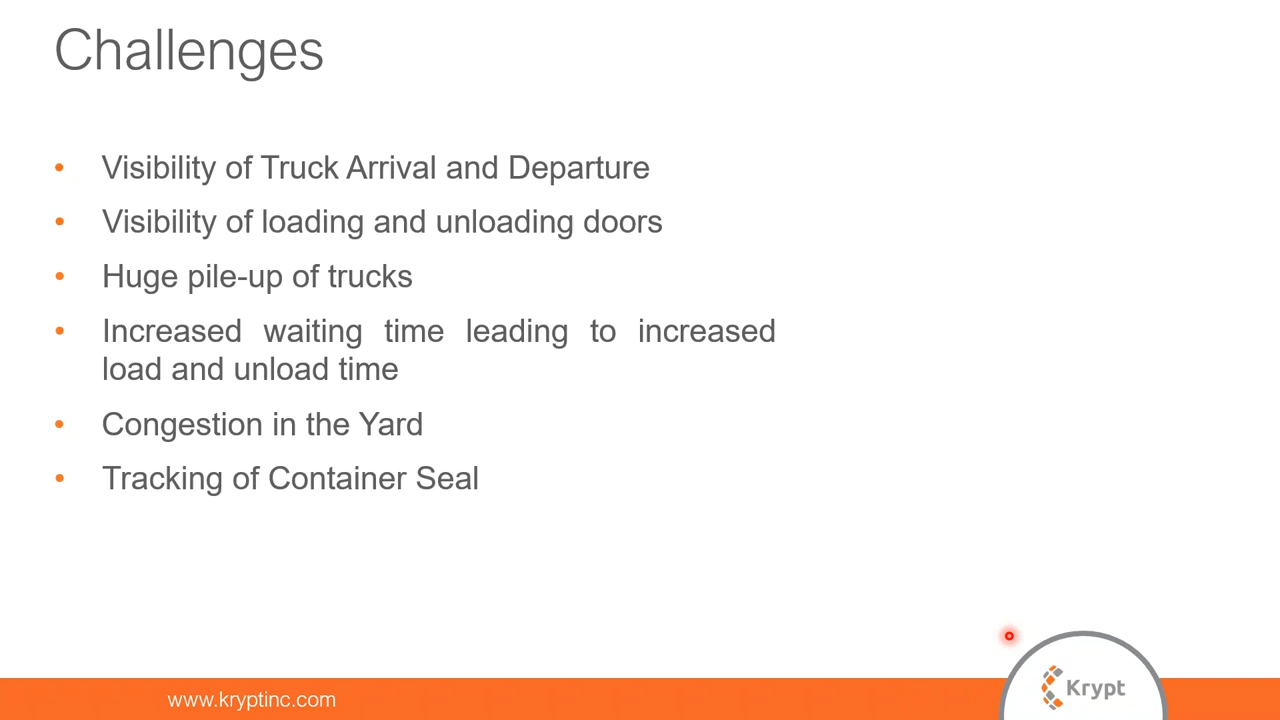 Challenges
• Visibility of Truck Arrival and Departure
• Visibility of loading and unloading doors
• Huge pile-up of trucks
• Increased waiting time leading to increased
load and unload time
• Congestion in the Yard
• Tracking of Container Seal
www.kryptinc.com
Krypt